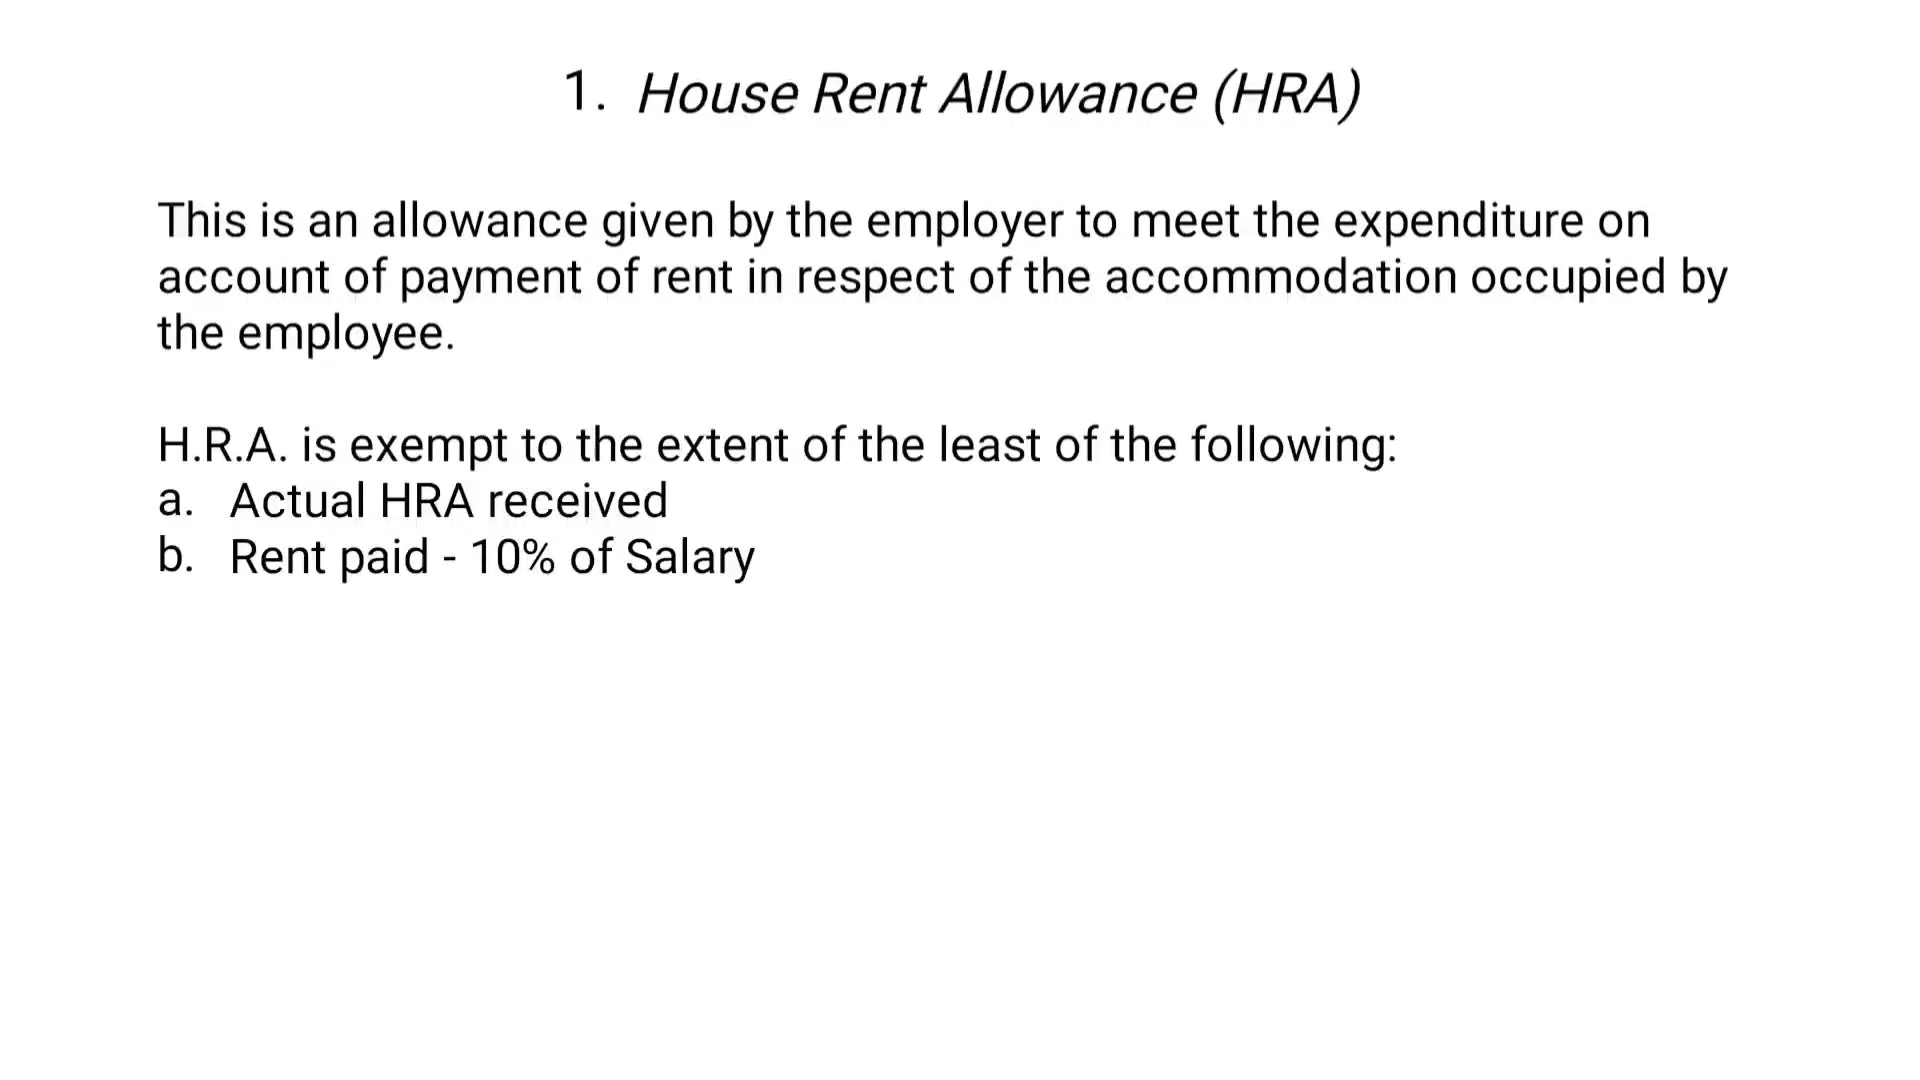 1. House Rent Allowance (HRA)
This is an allowance given by the employer to meet the expenditure on
account of payment of rent in respect of the accommodation occupied by
the employee.
H.R.A. is exempt to the extent of the least of the following:
a. Actual HRA received
b. Rent paid - 10% of Salary